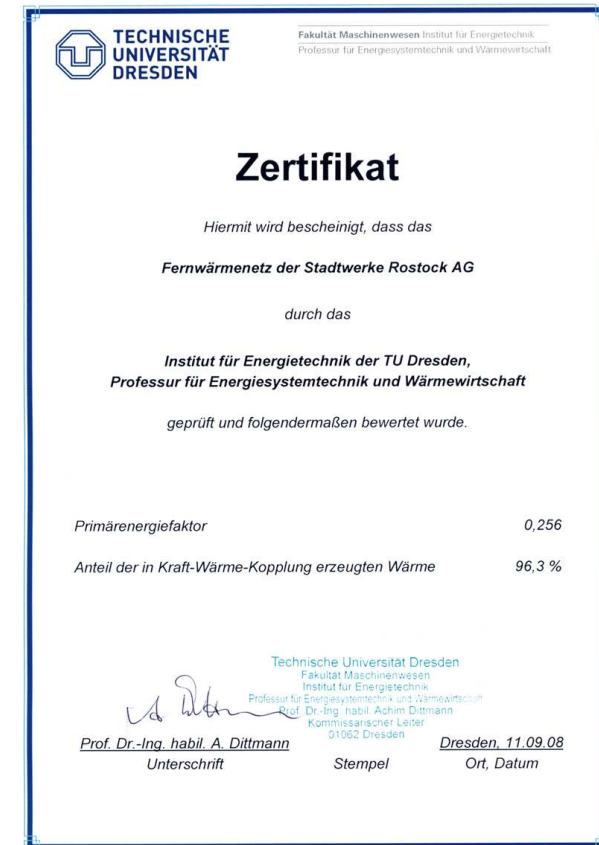 TECHNISCHE
UNIVERSITÄT
DRESDEN
Fakultät Maschinenwesen Institut für Energietechnik
Professur für Energiesystemtechnik und Wärmewirtschaft
Zertifikat
Hiermit wird bescheinigt, dass das
Fernwärmenetz der Stadtwerke Rostock AG
durch das
Institut für Energietechnik der TU Dresden,
Professur für Energiesystemtechnik und Wärmewirtschaft
geprüft und folgendermaßen bewertet wurde.
Primärenergiefaktor 0,256
Anteil der in Kraft-Wärme-Kopplung erzeugten Wärme 96,3 %
Technische Universität Dresden
Fakultät Maschinenwesen
Institut für Energietechnik
Professur für Energiesystemtechnik und Wärmewirtschaft
Prof. Dr.-Ing. habil. Achim Dittmann
Kommissarischer Leiter
01062 Dresden
Prof. Dr.-Ing. habil. A. Dittmann Dresden, 11.09.08
Unterschrift Stempel Ort, Datum